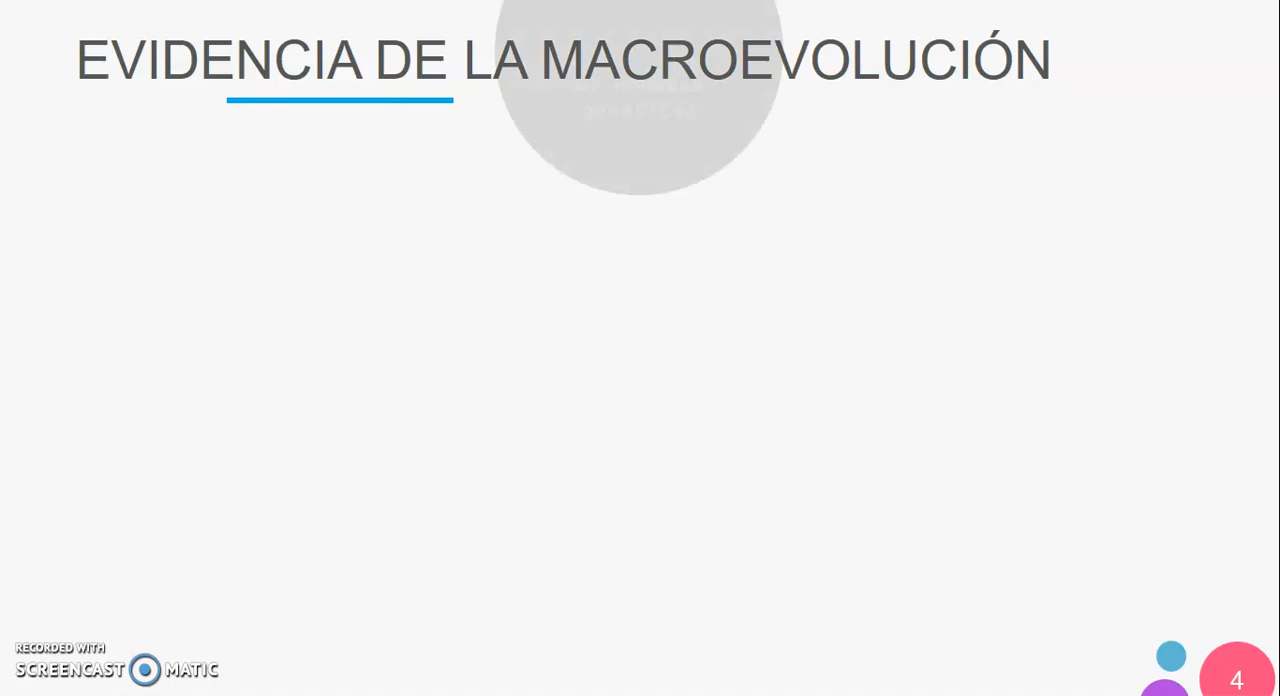 EVIDENCIA DE LA MACROEVOLUCIÓN
RECORDED WITH
SCREENCAST MATIC
4